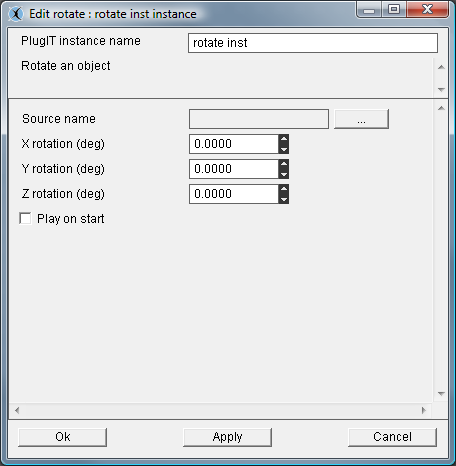 Edit rotate : rotate inst instance
PlugIT instance name rotate inst
Rotate an object
Source name ...
X rotation (deg) 0.0000
Y rotation (deg) 0.0000
Z rotation (deg) 0.0000
Play on start
Ok Apply Cancel